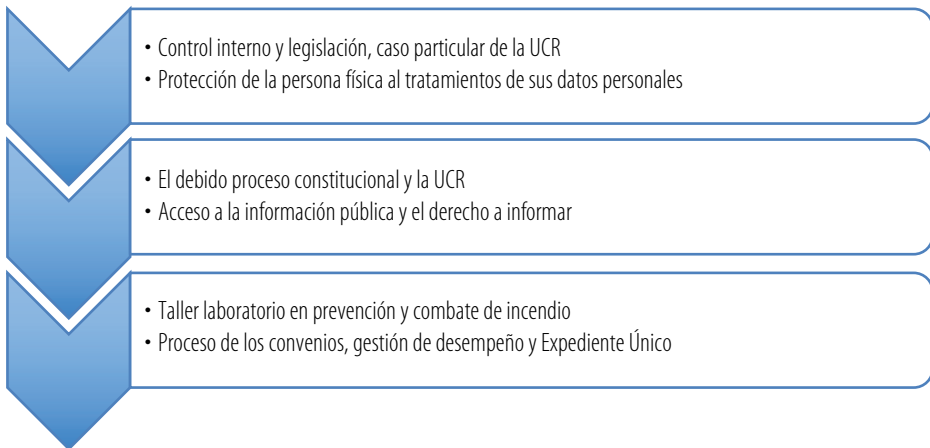 • Control interno y legislación, caso particular de la UCR
• Protección de la persona física al tratamientos de sus datos personales
• El debido proceso constitucional y la UCR
• Acceso a la información pública y el derecho a informar
• Taller laboratorio en prevención y combate de incendio
• Proceso de los convenios, gestión de desempeño y Expediente Único